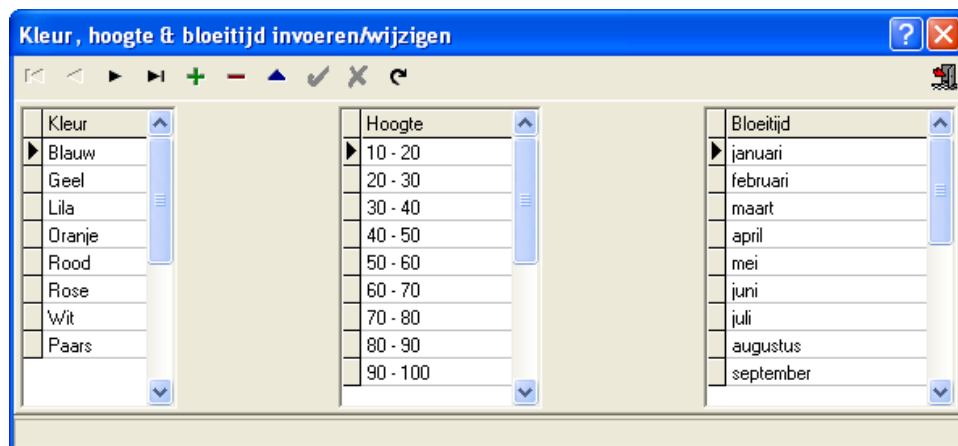 Kleur, hoogte & bloeitijd invoeren/wijzigen
Kleur
Blauw
Geel
Lila
Oranje
Rood
Rose
Wit
Paars
Hoogte
10 - 20
20 - 30
30 - 40
40 - 50
50 - 60
60 - 70
70 - 80
80 - 90
90 - 100
Bloeitijd
januari
februari
maart
april
mei
juni
juli
augustus
september